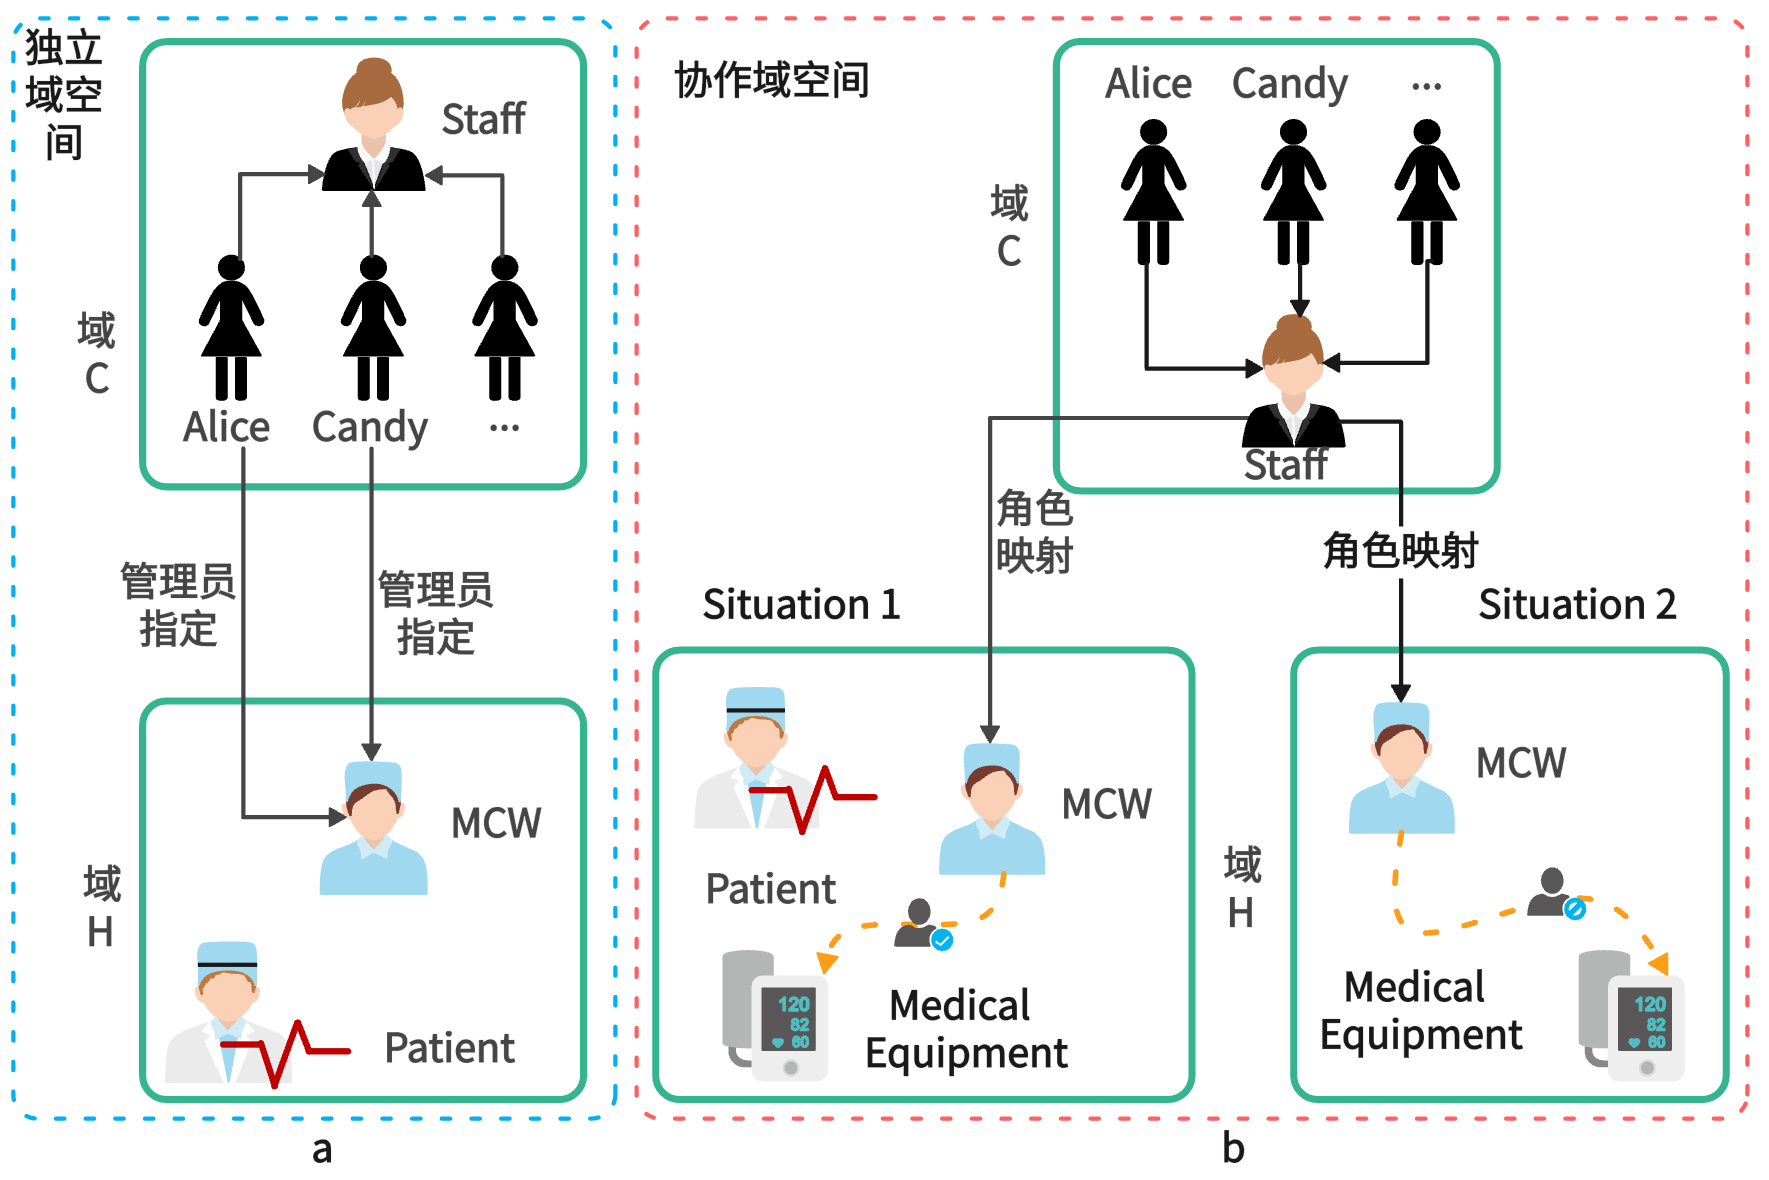 独立
域空
间
Staff
域
C
Alice
Candy
...
管理员
指定
管理员
指定
MCW
域
H
Patient
a
协作域空间
Alice
Candy
...
域
C
Staff
角色
映射
角色映射
Situation 1
Situation 2
MCW
Patient
120
82
60
Medical
Equipment
域
H
MCW
Medical
Equipment
120
82
60
b